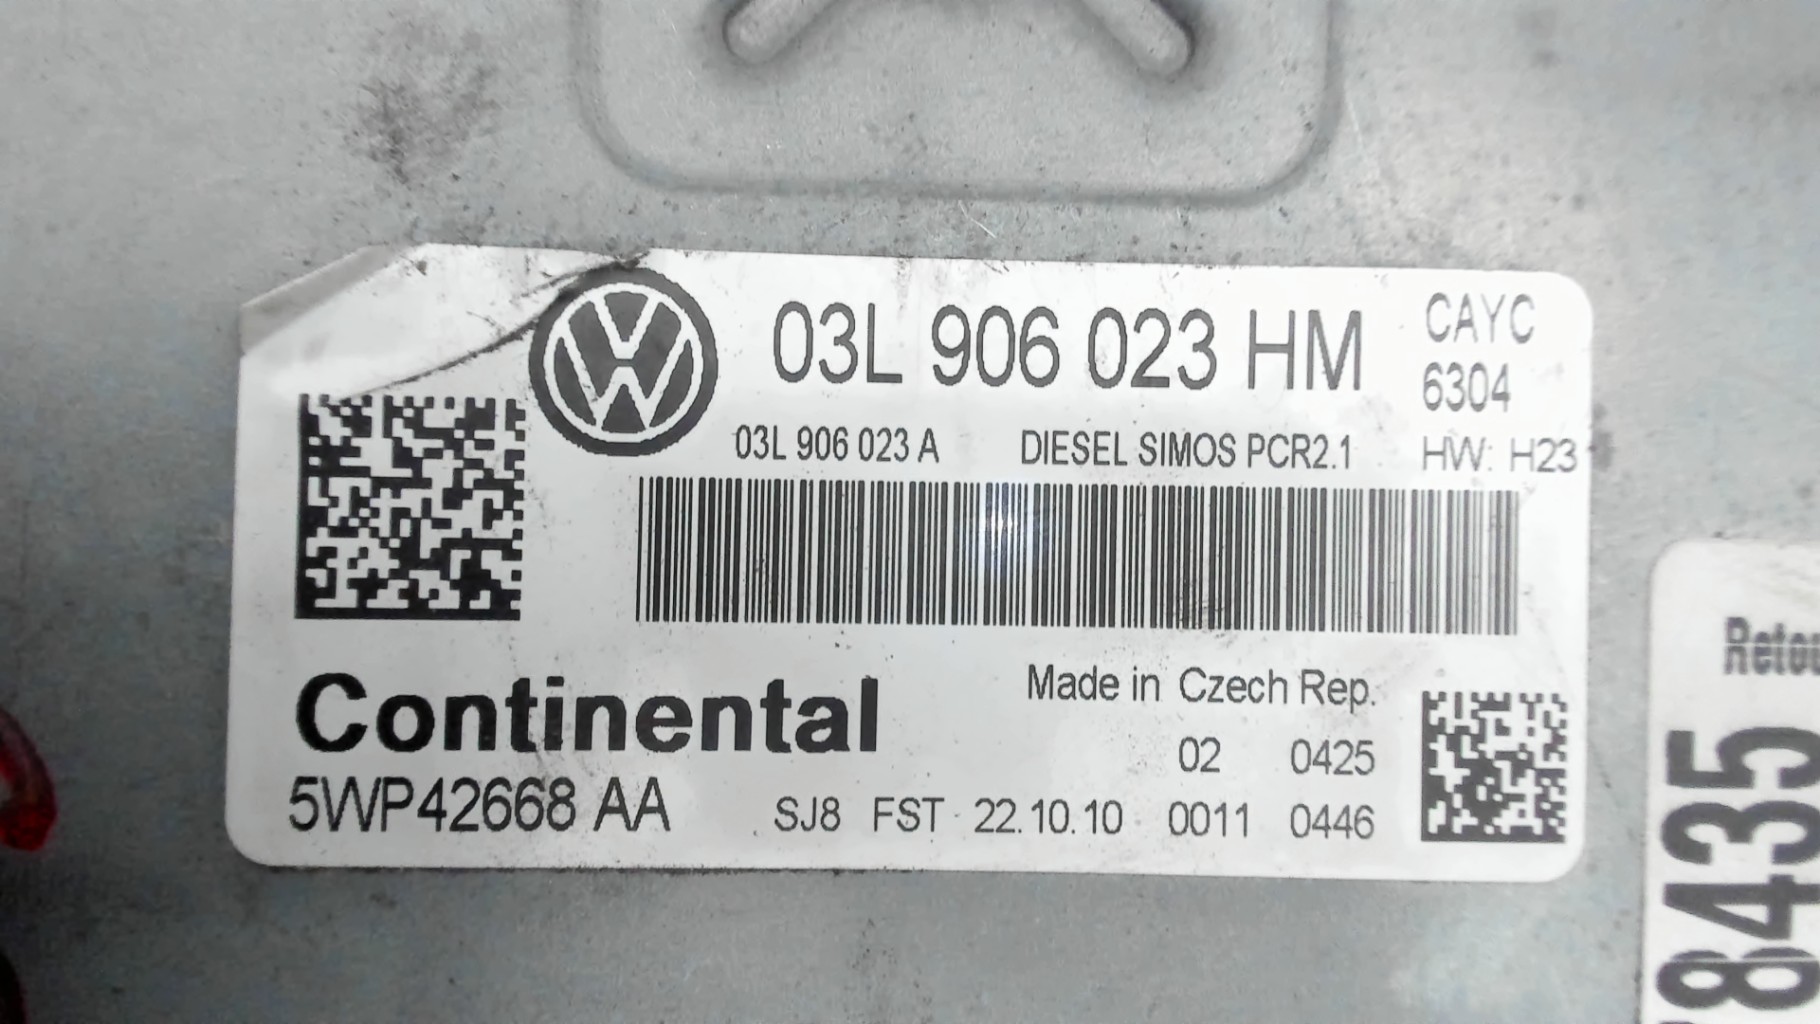 03L 906 023 HM
CAYC
6304
03L 906 023 A DIESEL SIMOS PCR2.1 HW: H23
Continental
Made in Czech Rep.
02 0425
5WP42668 AA SJ8 FST 22.10.10 0011 0446
8435